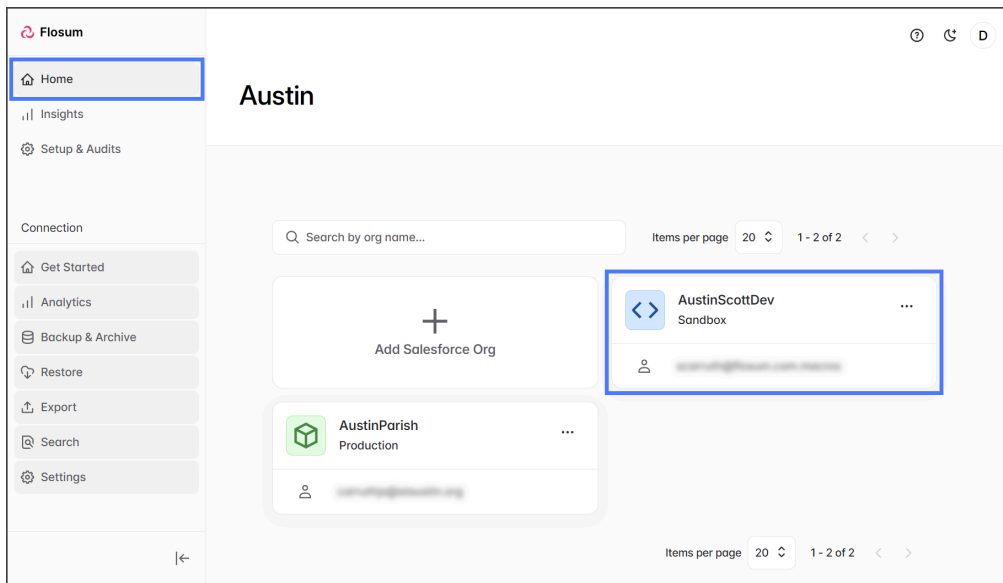 Flosum
D
Home
Insights
Setup & Audits
Austin
Connection
Get Started
Analytics
Backup & Archive
Restore
Export
Search
Settings
Search by org name...
Items per page 20 1 - 2 of 2
Add Salesforce Org
AustinScottDev
Sandbox
AustinParish
Production
Items per page 20 1 - 2 of 2